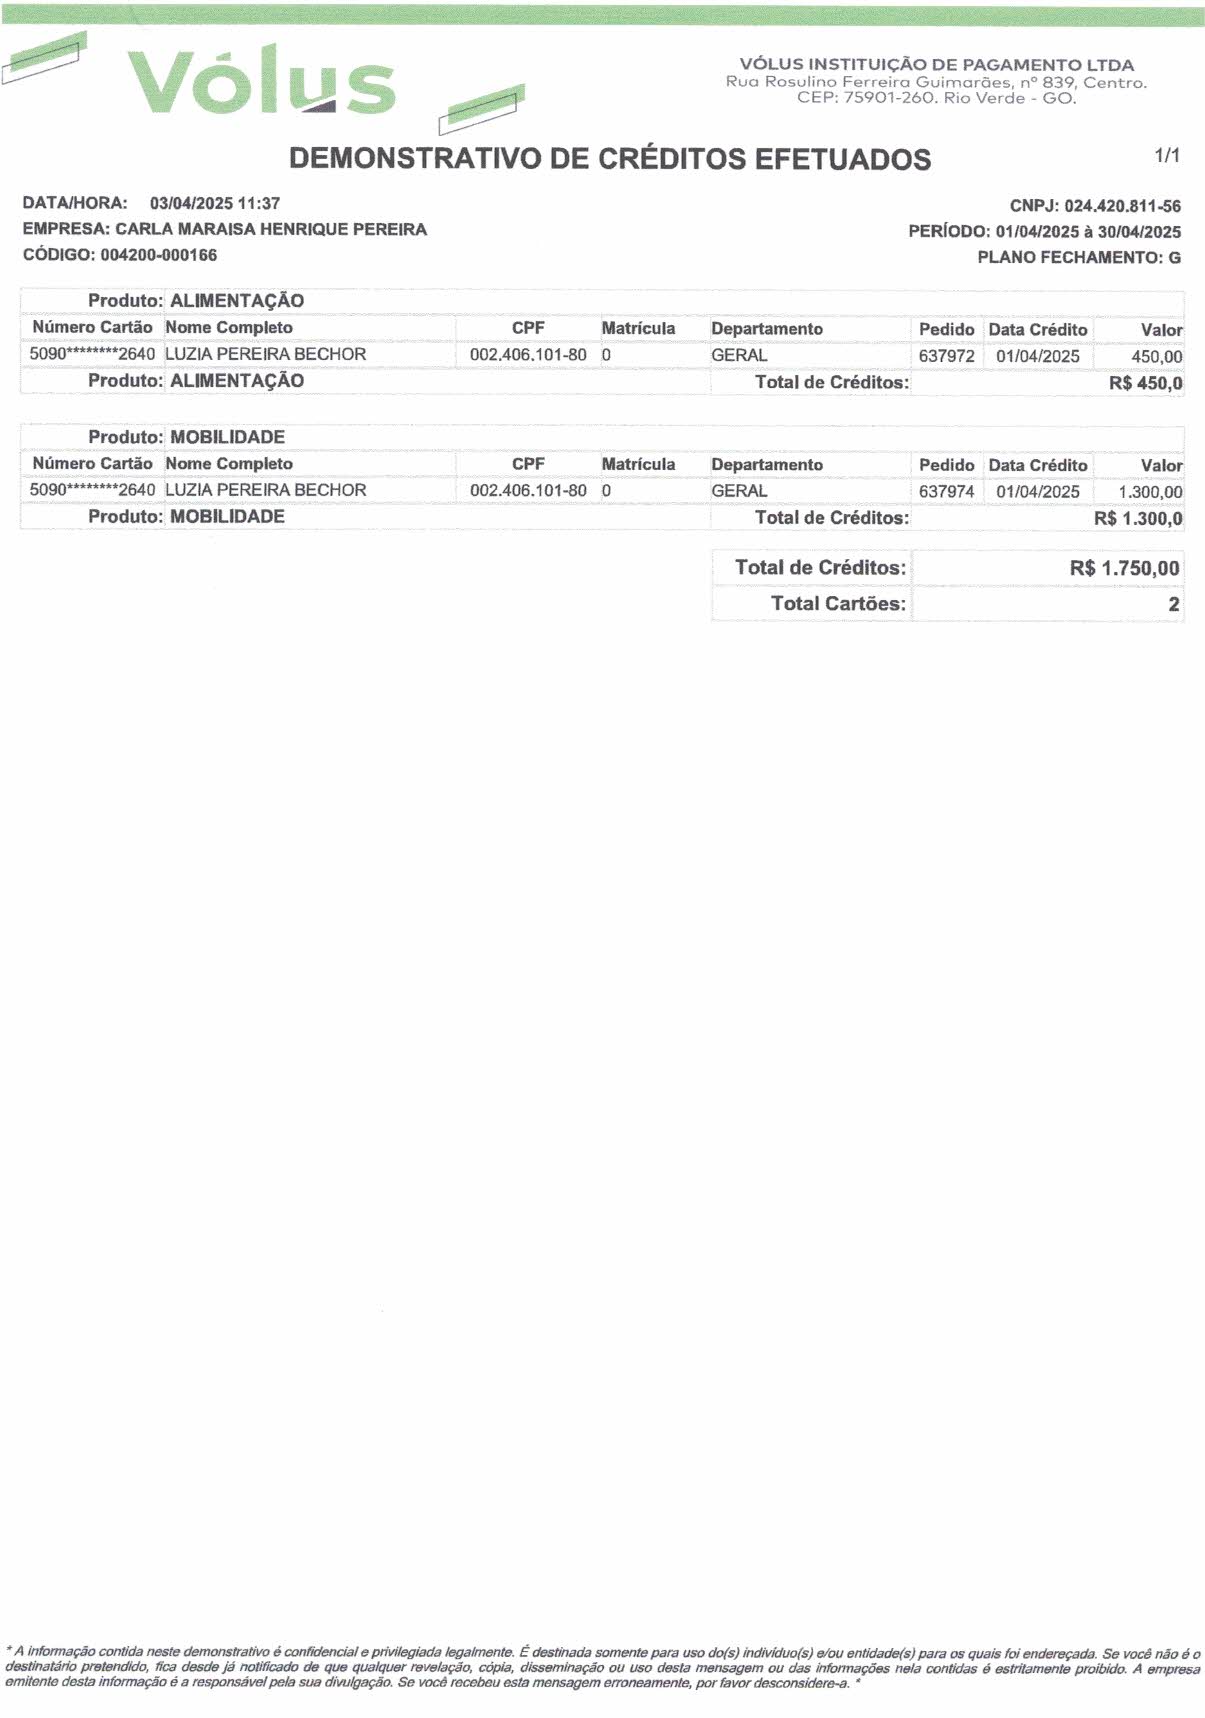 Vólus
VÓLUS INSTITUIÇÃO DE PAGAMENTO LTDA
Rua Rosulino Ferreira Guimarães, nº 839, Centro.
CEP: 75901-260. Rio Verde - GO.
DEMONSTRATIVO DE CRÉDITOS EFETUADOS 1/1
DATA/HORA: 03/04/2025 11:37 CNPJ: 024.420.811-56
EMPRESA: CARLA MARAISA HENRIQUE PEREIRA PERÍODO: 01/04/2025 à 30/04/2025
CÓDIGO: 004200-000166 PLANO FECHAMENTO: G
Produto: ALIMENTAÇÃO
Número Cartão Nome Completo CPF Matrícula Departamento Pedido Data Crédito Valor
5090********2640 LUZIA PEREIRA BECHOR 002.406.101-80 0 GERAL 637972 01/04/2025 450,00
Produto: ALIMENTAÇÃO Total de Créditos: R$ 450,0
Produto: MOBILIDADE
Número Cartão Nome Completo CPF Matrícula Departamento Pedido Data Crédito Valor
5090********2640 LUZIA PEREIRA BECHOR 002.406.101-80 0 GERAL 637974 01/04/2025 1.300,00
Produto: MOBILIDADE Total de Créditos: R$ 1.300,0
Total de Créditos: R$ 1.750,00
Total Cartões: 2
* A informação contida neste demonstrativo é confidencial e privilegiada legalmente. É destinada somente para uso do(s) indivíduo(s) e/ou entidade(s) para os quais foi endereçada. Se você não é o
destinatário pretendido, fica desde já notificado de que qualquer revelação, cópia, disseminação ou uso desta mensagem ou das informações nela contidas é estritamente proibido. A empresa
emitente desta informação é a responsável pela sua divulgação. Se você recebeu esta mensagem erroneamente, por favor desconsidere-a. *